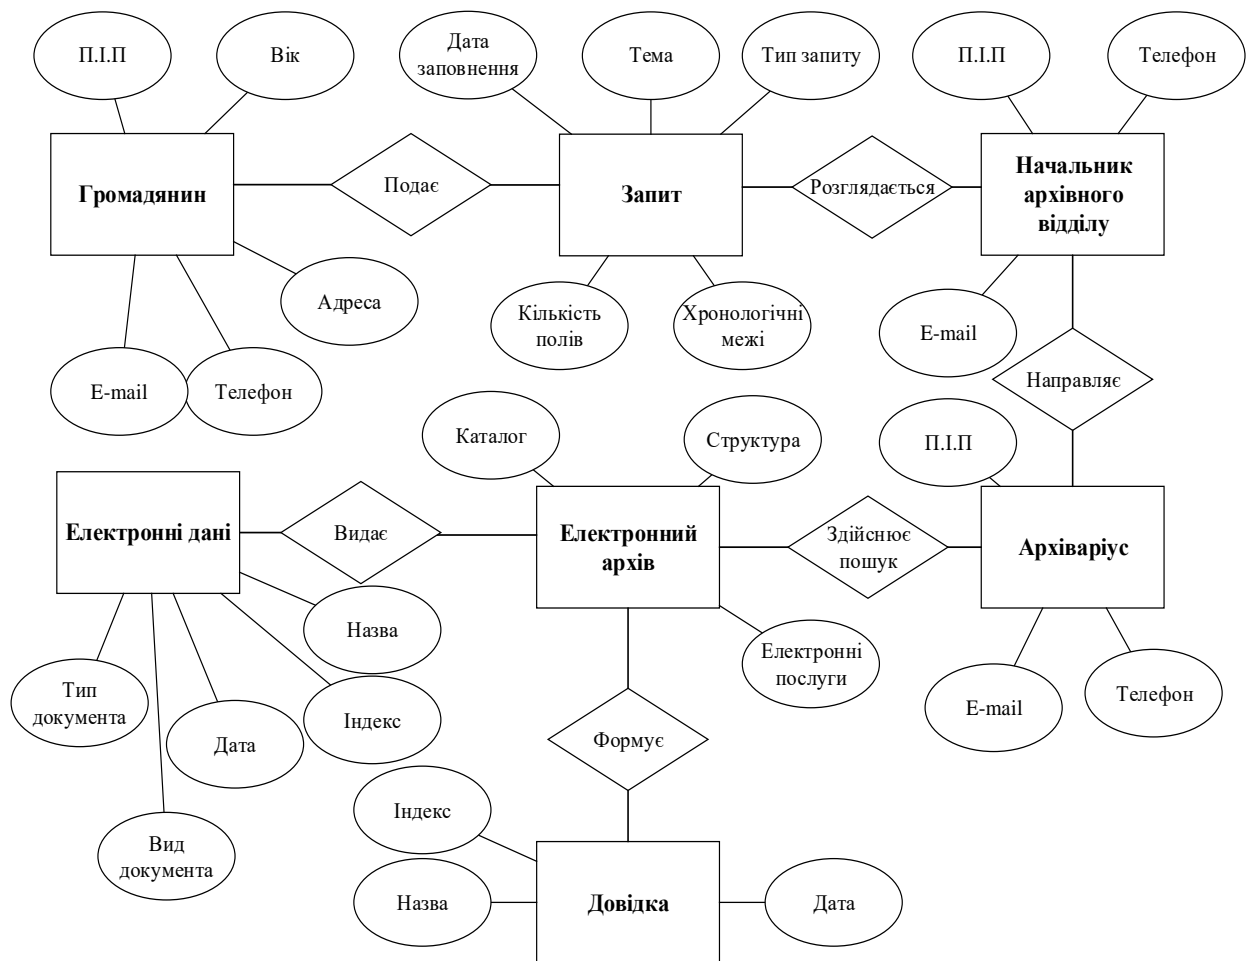 П.І.П
Вік
Дата
заповнення
Тема
Тип запиту
П.І.П
Телефон
Громадянин
Подає
Запит
Розглядається
Начальник
архівного
відділу
Адреса
Кількість
полів
Хронологічні
межі
E-mail
E-mail
Телефон
Направляє
Каталог
Структура
П.І.П
Електронні дані
Видає
Електронний
архів
Здійснює
пошук
Архіваріус
Назва
Електронні
послуги
Тип
документа
Індекс
Дата
E-mail
Телефон
Формує
Вид
документа
Індекс
Назва
Довідка
Дата